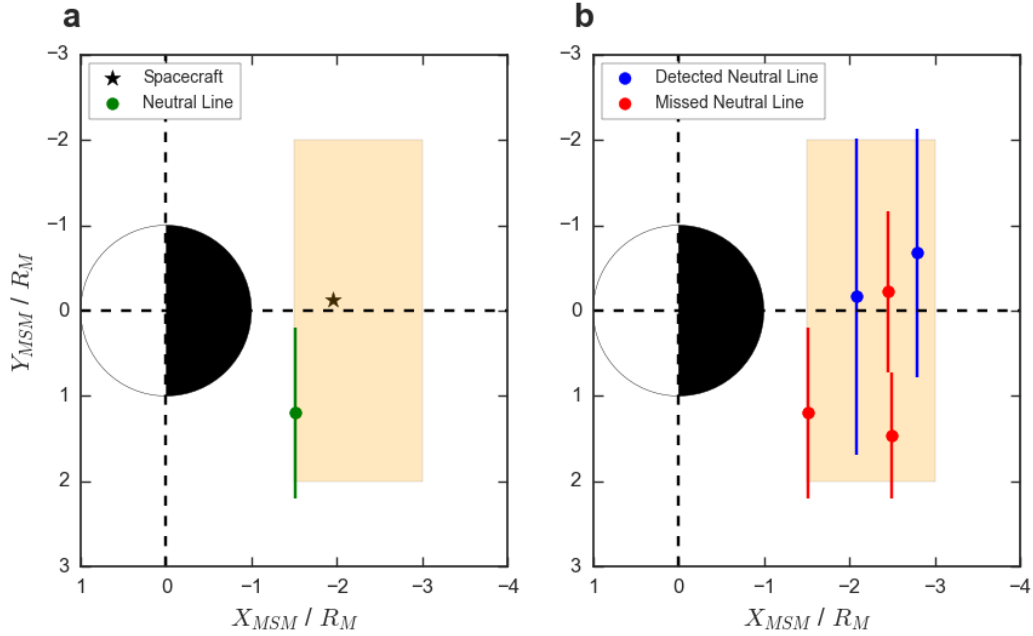 a
b
−3
−2
−1
0
1
2
3
1
0
−1
−2
−3
−4
Y_MSM / R_M
X_MSM / R_M
Spacecraft
Neutral Line
−3
−2
−1
0
1
2
3
1
0
−1
−2
−3
−4
X_MSM / R_M
Detected Neutral Line
Missed Neutral Line